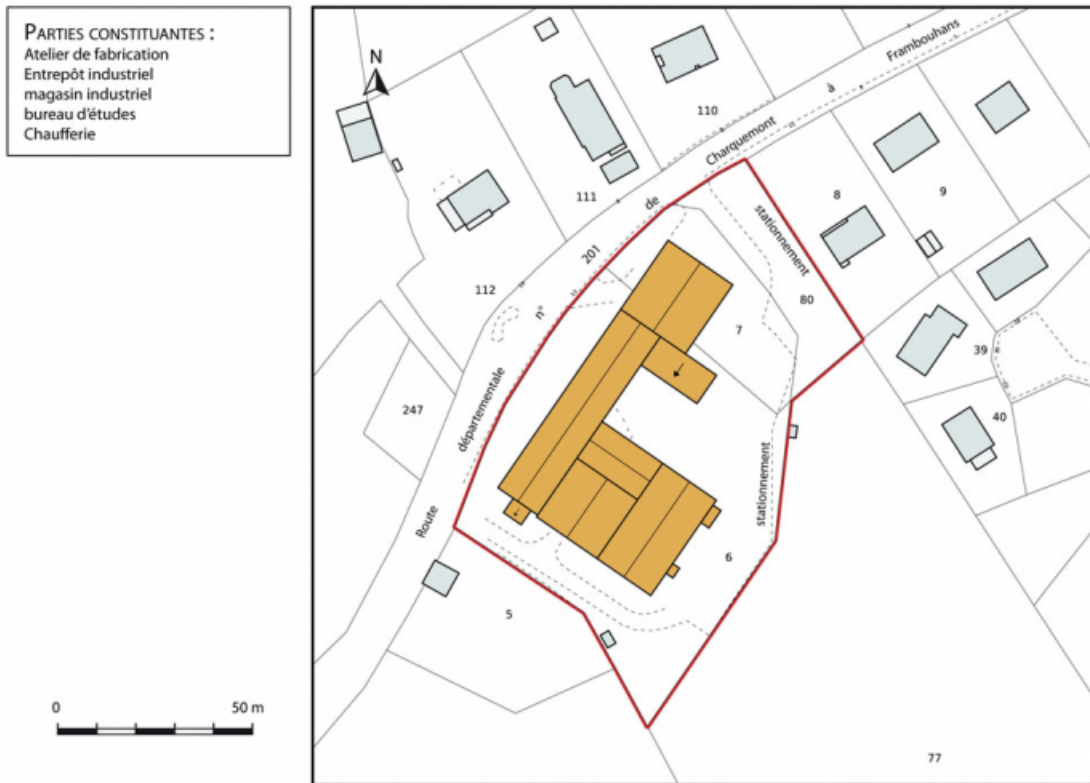 PARTIES CONSTITUANTES :
Atelier de fabrication
Entrepôt industriel
magasin industriel
bureau d'études
Chaufferie
N
Route départementale n° 201 de Charquemont à Frambouhans
110
111
112
8
9
stationnement
80
7
39
40
247
stationnement
6
5
77
0 50 m